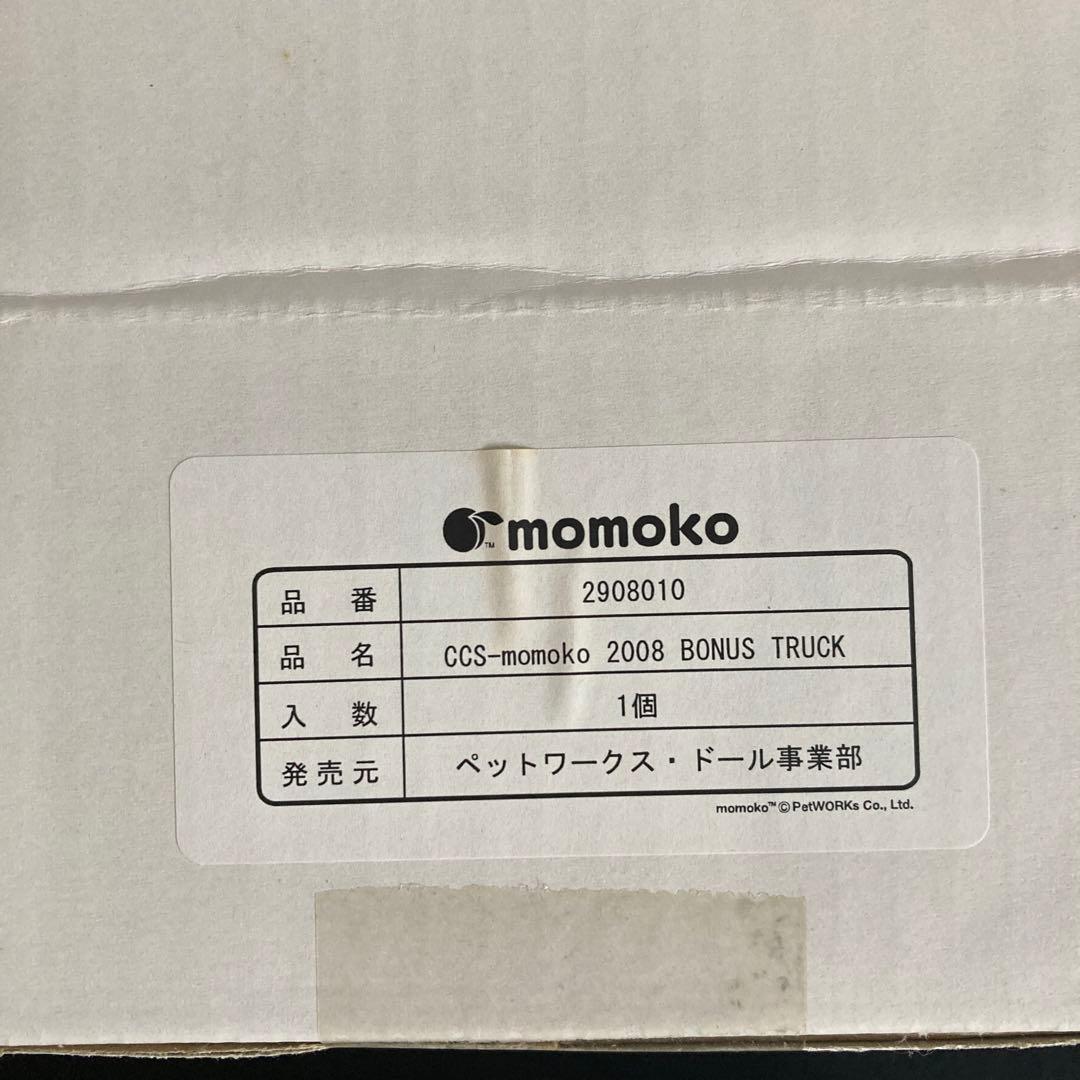 momoko
品番 2908010
品名 CCS-momoko 2008 BONUS TRUCK
入数 1個
発売元 ペットワークス・ドール事業部
momoko™©PetWORKs Co., Ltd.